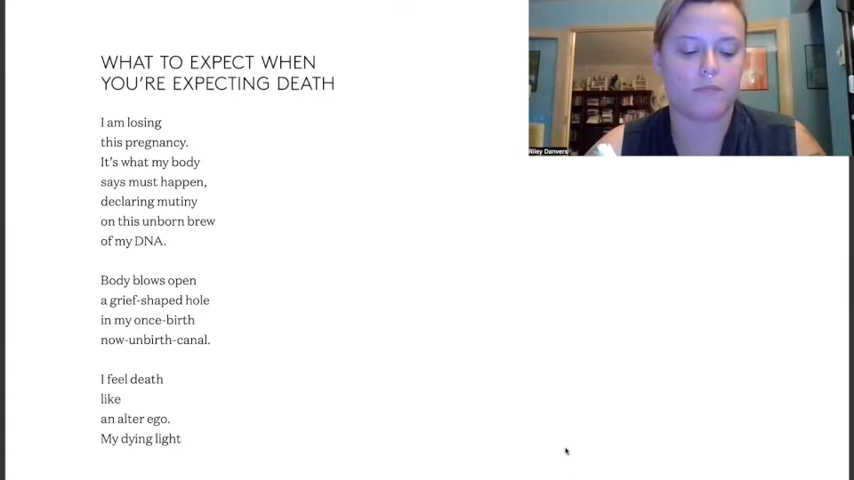 WHAT TO EXPECT WHEN
YOU'RE EXPECTING DEATH
I am losing
this pregnancy.
It's what my body
says must happen,
declaring mutiny
on this unborn brew
of my DNA.
Body blows open
a grief-shaped hole
in my once-birth
now-unbirth-canal.
I feel death
like
an alter ego.
My dying light
Riley Danvers